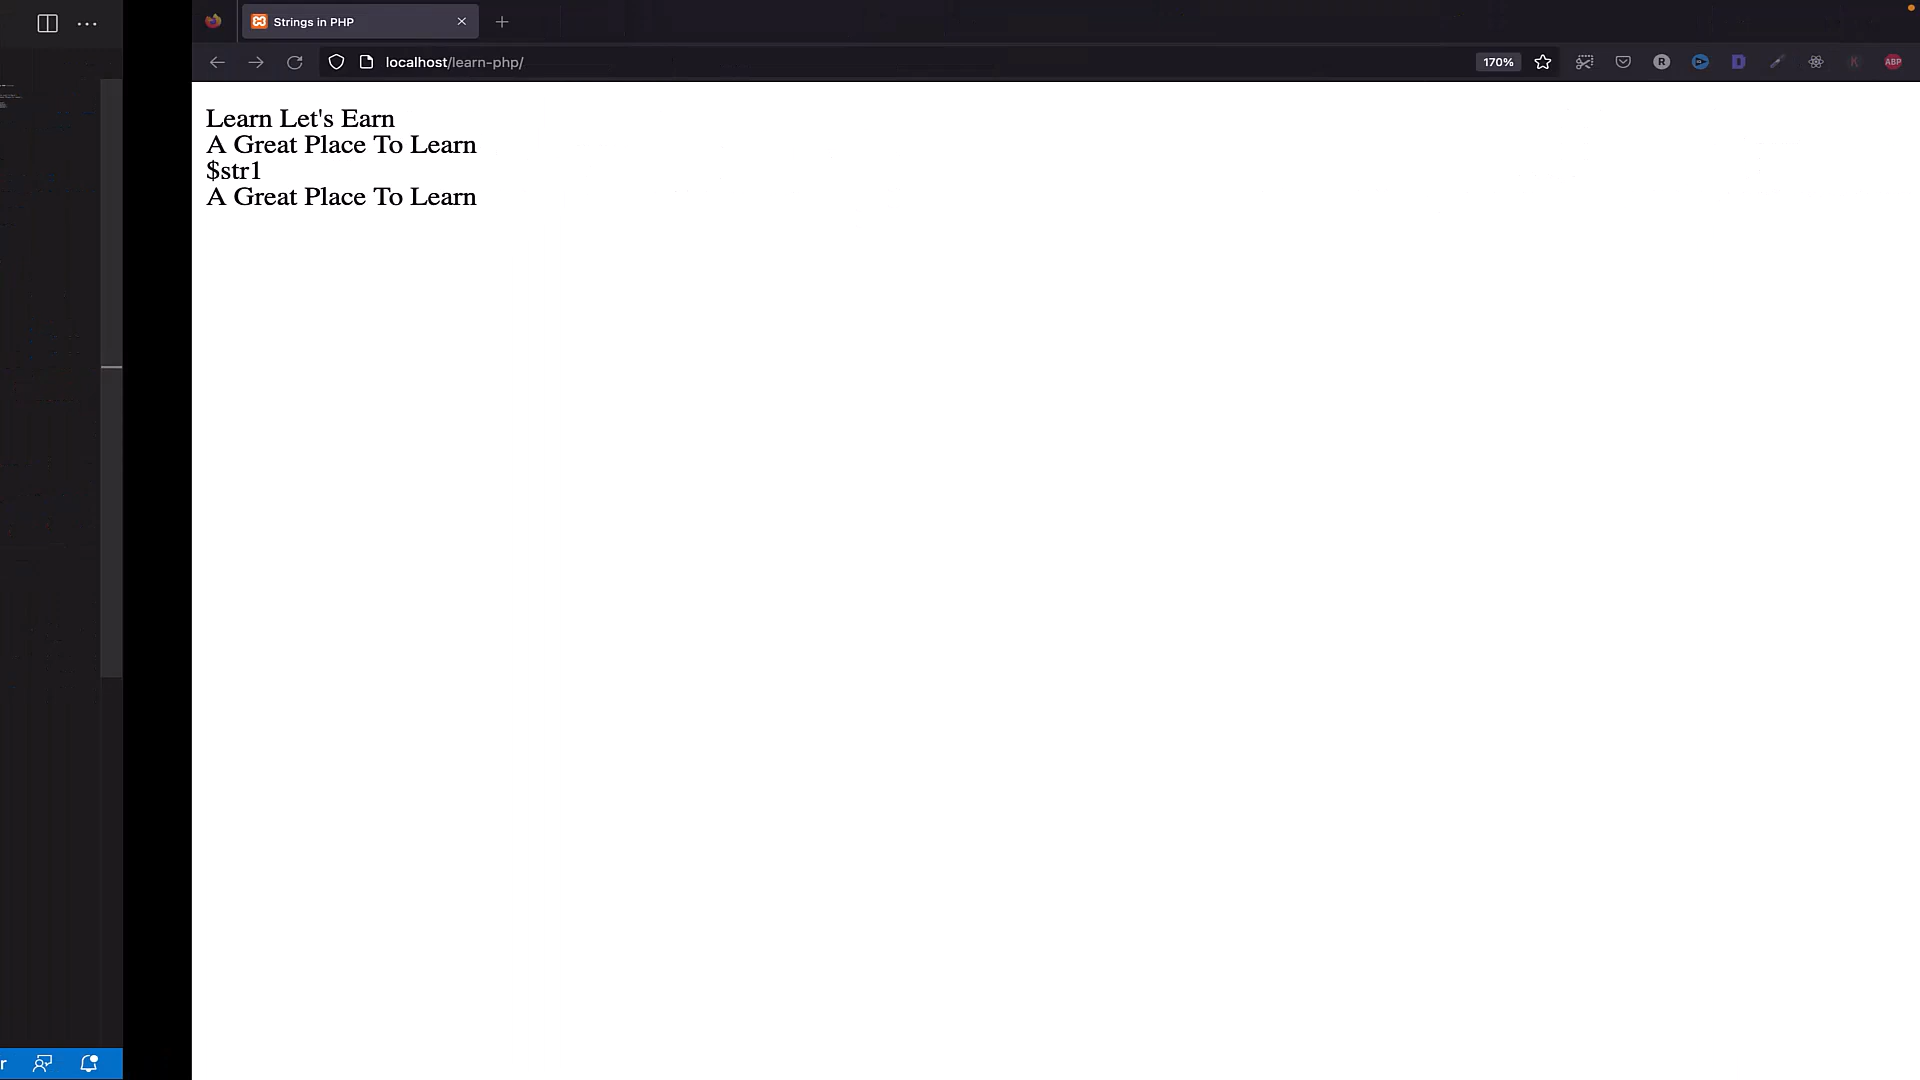 Strings in PHP
localhost/learn-php/
170%
R
D
K
ABP
Learn Let's Earn
A Great Place To Learn
$str1
A Great Place To Learn
r